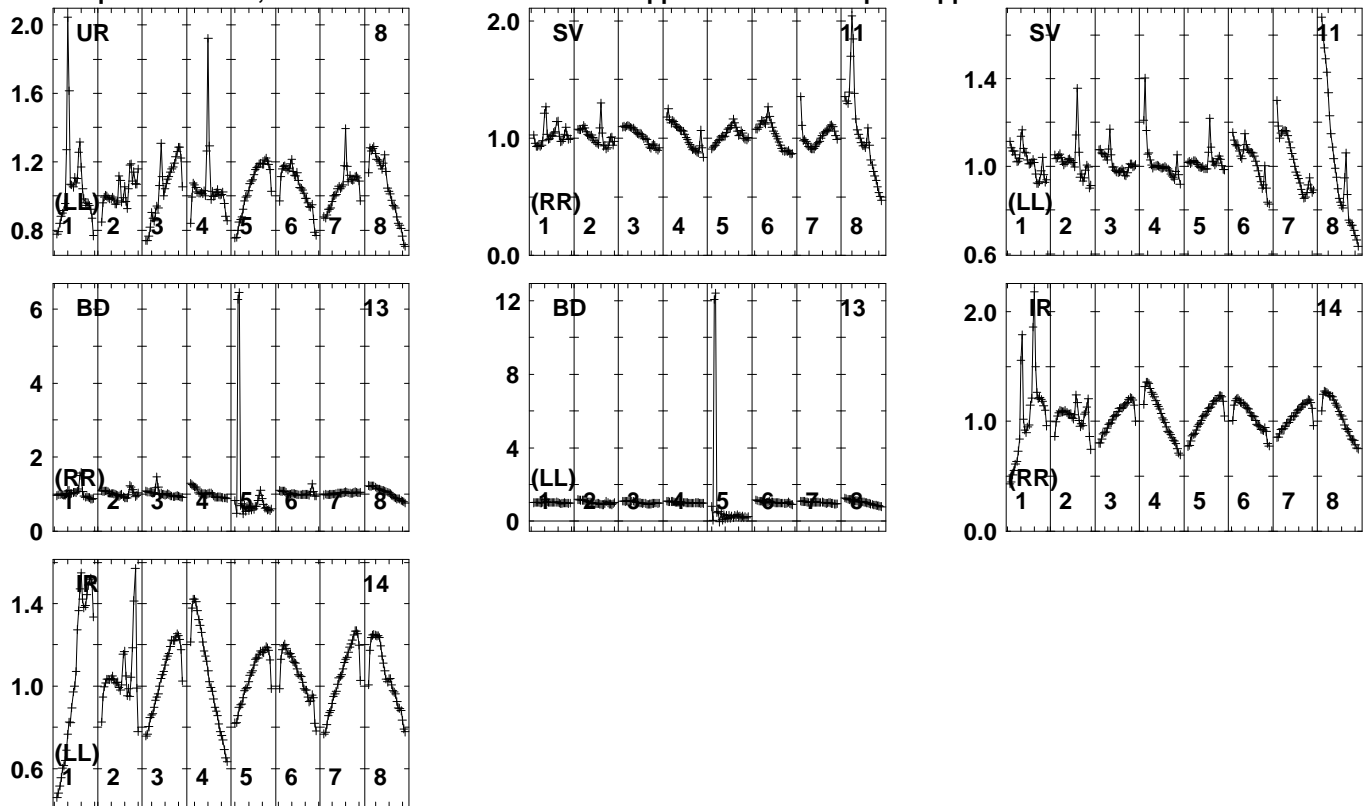 2.0 UR 8
1.6
1.2
0.8 (LL) 1 2 3 4 5 6 7 8
2.0 SV 11
1.0
0.0 (RR) 1 2 3 4 5 6 7 8
SV 11
1.4
1.0
0.6 (LL) 1 2 3 4 5 6 7 8
6 BD 13
4
2
0 (RR) 1 2 3 4 5 6 7 8
12 BD 13
8
4
0 (LL) 1 2 3 4 5 6 7 8
2.0 IR 14
1.0
0.0 (RR) 1 2 3 4 5 6 7 8
IR 14
1.4
1.0
0.6 (LL) 1 2 3 4 5 6 7 8